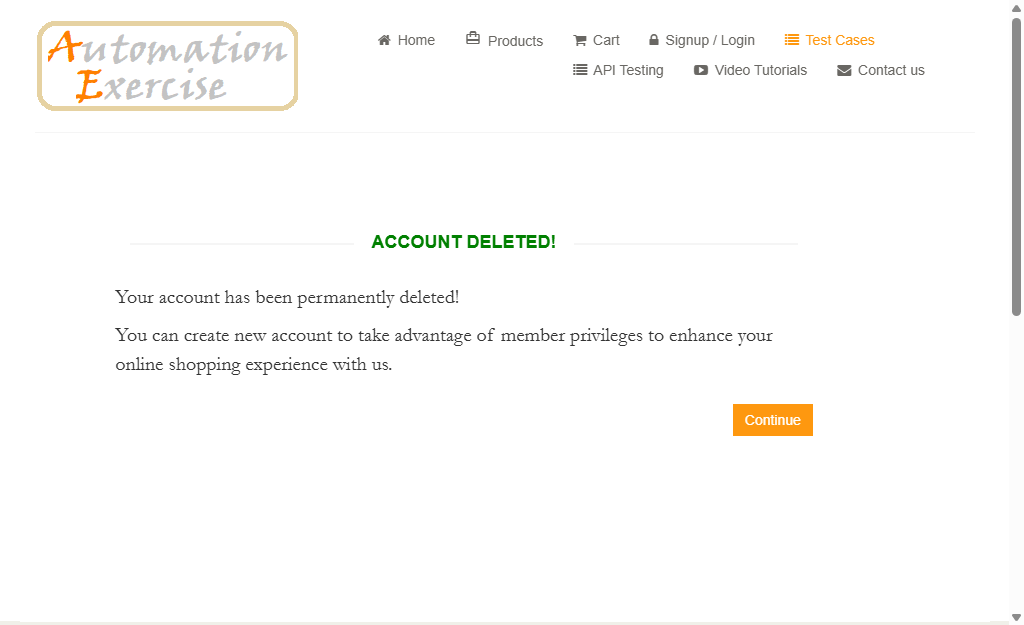 Automation
Exercise
Home
Products
Cart
Signup / Login
Test Cases
API Testing
Video Tutorials
Contact us
ACCOUNT DELETED!
Your account has been permanently deleted!
You can create new account to take advantage of member privileges to enhance your
online shopping experience with us.
Continue